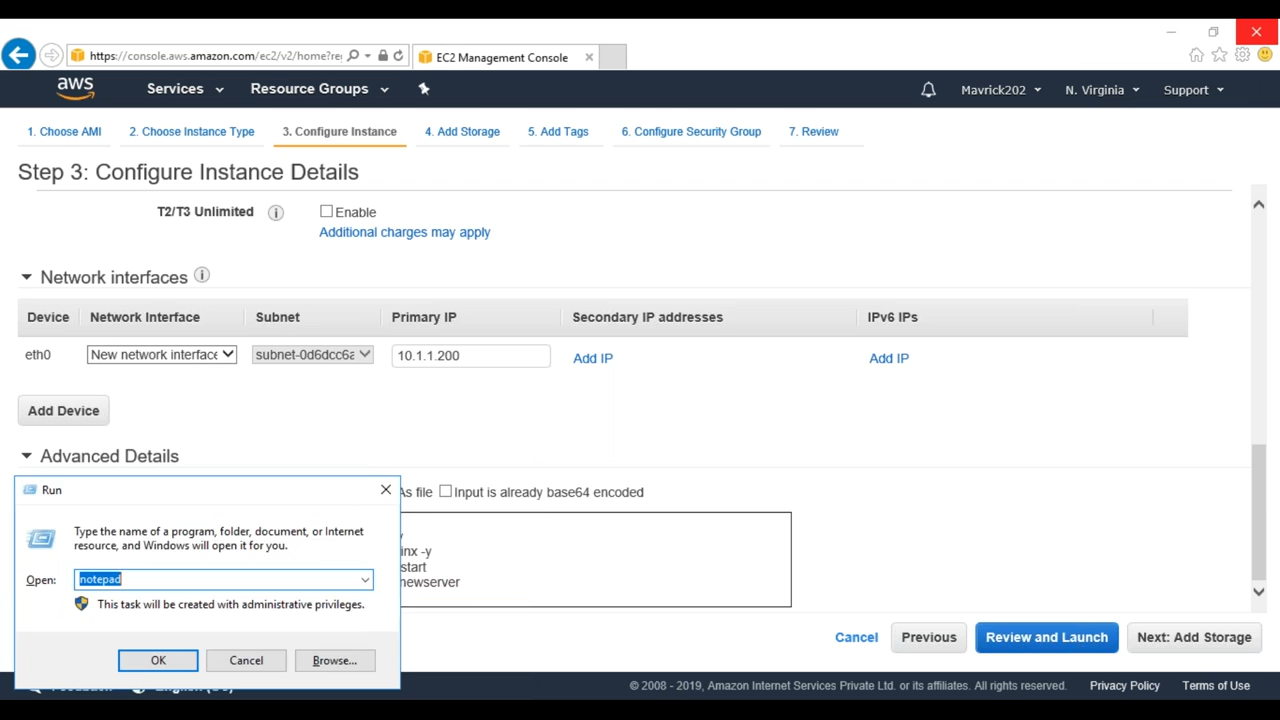 https://console.aws.amazon.com/ec2/v2/home?re
EC2 Management Console
aws
Services
Resource Groups
Mavrick202
N. Virginia
Support
1. Choose AMI
2. Choose Instance Type
3. Configure Instance
4. Add Storage
5. Add Tags
6. Configure Security Group
7. Review
Step 3: Configure Instance Details
T2/T3 Unlimited
Enable
Additional charges may apply
Network interfaces
Device
Network Interface
Subnet
Primary IP
Secondary IP addresses
IPv6 IPs
eth0
New network interface
subnet-0d6dcc6a
10.1.1.200
Add IP
Add IP
Add Device
Advanced Details
As file
Input is already base64 encoded
inx -y
start
newserver
Run
Type the name of a program, folder, document, or Internet
resource, and Windows will open it for you.
Open:
notepad
This task will be created with administrative privileges.
OK
Cancel
Browse...
Cancel
Previous
Review and Launch
Next: Add Storage
© 2008 - 2019, Amazon Internet Services Private Ltd. or its affiliates. All rights reserved.
Privacy Policy
Terms of Use